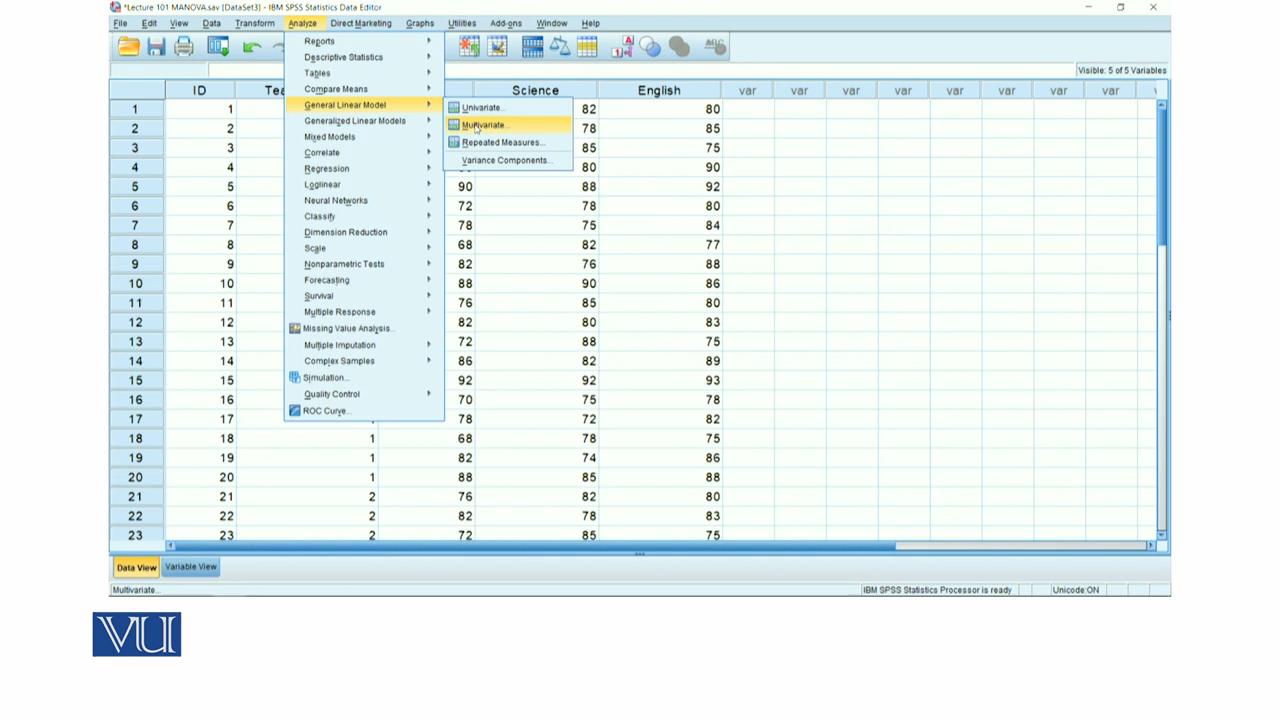 *Lecture 101 MANOVA.sav [DataSet3] - IBM SPSS Statistics Data Editor
File Edit View Data Transform Analyze Direct Marketing Graphs Utilities Add-ons Window Help
Visible: 5 of 5 Variables
Reports
Descriptive Statistics
Tables
Compare Means
General Linear Model
Generalized Linear Models
Mixed Models
Correlate
Regression
Loglinear
Neural Networks
Classify
Dimension Reduction
Scale
Nonparametric Tests
Forecasting
Survival
Multiple Response
Missing Value Analysis...
Multiple Imputation
Complex Samples
Simulation...
Quality Control
ROC Curve...
Univariate...
Multivariate...
Repeated Measures...
Variance Components...
ID Tea Science English var var var var var var var var
1 1 82 80
2 2 78 85
3 3 85 75
4 4 80 90
5 5 90 88 92
6 6 72 78 80
7 7 78 75 84
8 8 68 82 77
9 9 82 76 88
10 10 88 90 86
11 11 76 85 80
12 12 82 80 83
13 13 72 88 75
14 14 86 82 89
15 15 92 92 93
16 16 70 75 78
17 17 78 72 82
18 18 1 68 78 75
19 19 1 82 74 86
20 20 1 88 85 88
21 21 2 76 82 80
22 22 2 82 78 83
23 23 2 72 85 75
Data View Variable View
Multivariate... IBM SPSS Statistics Processor is ready Unicode:ON
VU